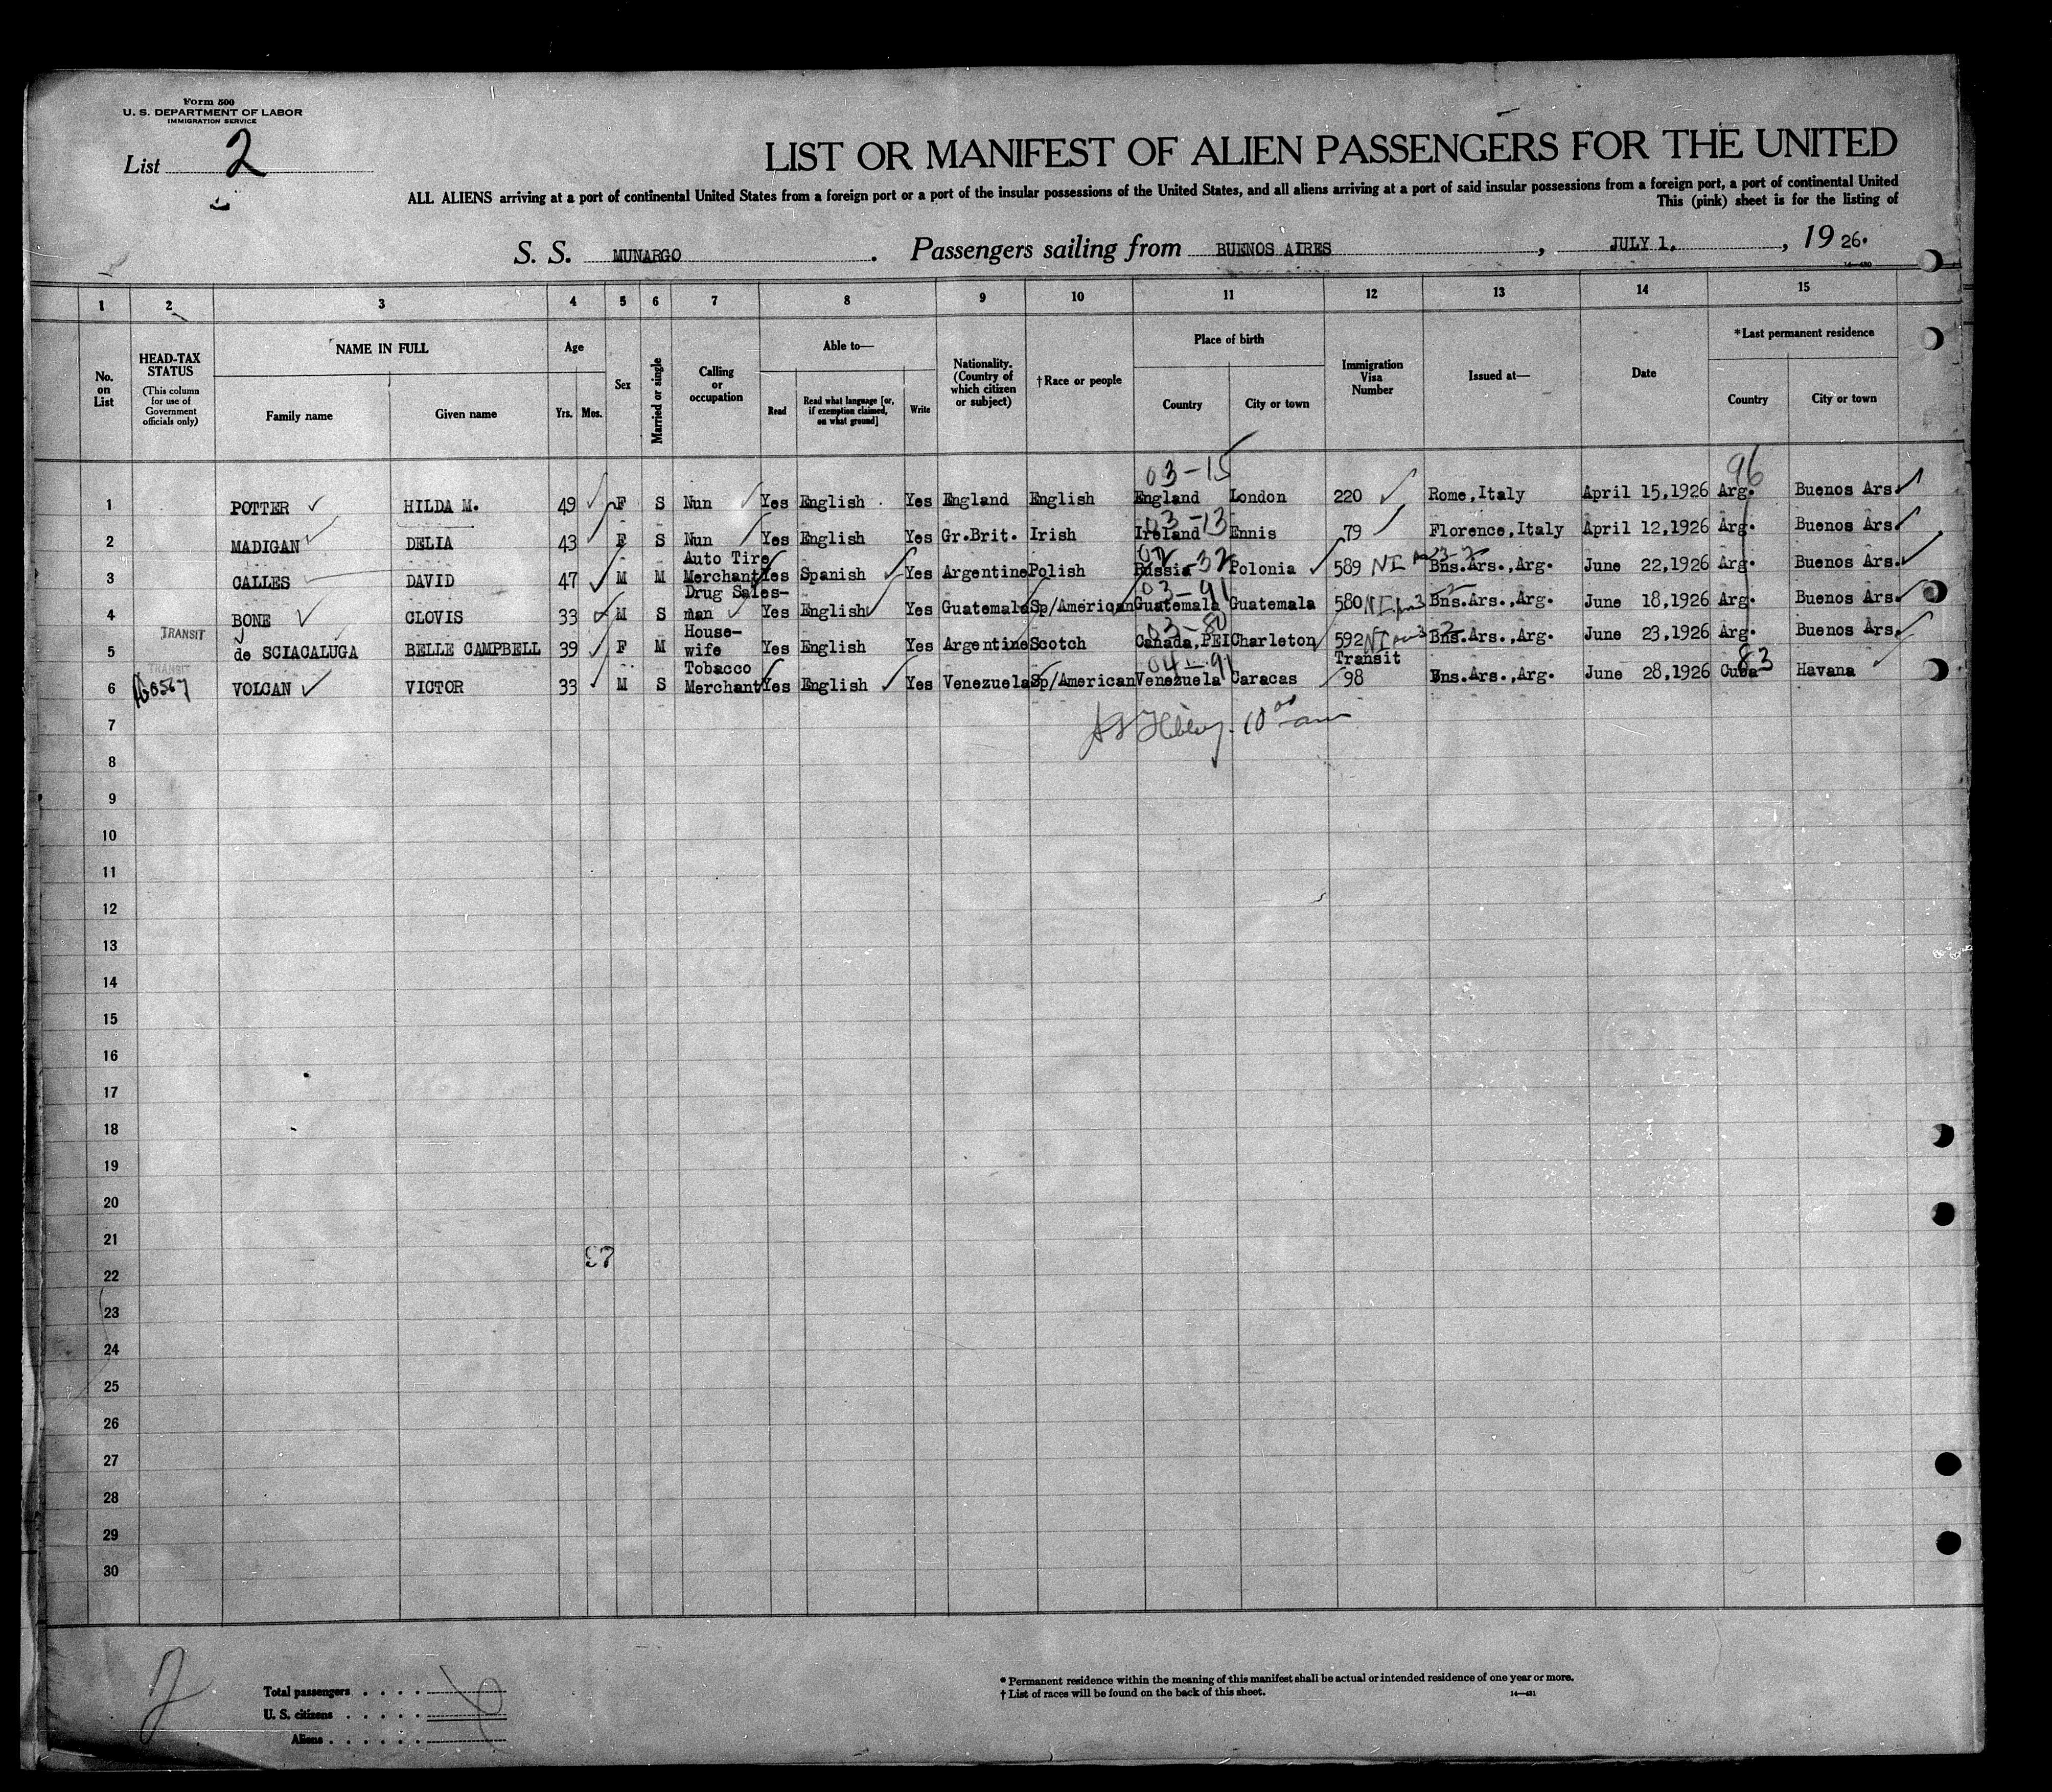 Form 500
U. S. DEPARTMENT OF LABOR
IMMIGRATION SERVICE
List 2
LIST OR MANIFEST OF ALIEN PASSENGERS FOR THE UNITED
ALL ALIENS arriving at a port of continental United States from a foreign port or a port of the insular possessions of the United States, and all aliens arriving at a port of said insular possessions from a foreign port, a port of continental United
This (pink) sheet is for the listing of
S. S. MUNARGO. Passengers sailing from BUENOS AIRES, JULY 1., 1926.
1 2 3 4 5 6 7 8 9 10 11 12 13 14 15
No. on List
HEAD-TAX STATUS
(This column for use of Government officials only)
NAME IN FULL
Family name Given name
Age
Yrs. Mos.
Sex
Married or single
Calling or occupation
Able to—
Read Read what language [or, if exemption claimed, on what ground] Write
Nationality. (Country of which citizen or subject)
†Race or people
Place of birth
Country City or town
Immigration Visa Number
Issued at—
Date
*Last permanent residence
Country City or town
03-15 96
1 POTTER HILDA M. 49 F S Nun Yes English Yes England English England London 220 Rome,Italy April 15,1926 Arg. Buenos Ars.
03-13
2 MADIGAN DELIA 43 F S Nun Yes English Yes Gr.Brit. Irish Ireland Ennis 79 Florence,Italy April 12,1926 Arg. Buenos Ars.
3 CALLES DAVID 47 M M Auto Tire Merchant Yes Spanish Yes Argentine Polish Russia Polonia 589 NI Bns.Ars.,Arg. June 22,1926 Arg. Buenos Ars.
03-91
4 BONE CLOVIS 33 M S Drug Sales-man Yes English Yes Guatemala Sp/American Guatemala Guatemala 580 NI Bns.Ars.,Arg. June 18,1926 Arg. Buenos Ars.
03-80
TRANSIT
5 de SCIACALUGA BELLE CAMPBELL 39 F M House-wife Yes English Yes Argentine Scotch Canada,PEI Charleton 592 NI Bns.Ars.,Arg. June 23,1926 Arg. Buenos Ars.
04-91 83
TRANSIT
6 VOLCAN VICTOR 33 M S Tobacco Merchant Yes English Yes Venezuela Sp/American Venezuela Caracas Transit 98 Bns.Ars.,Arg. June 28,1926 Cuba Havana
7 10 00 am
8
9
10
11
12
13
14
15
16
17
18
19
20
21
22
23
24
25
26
27
28
29
30
2
Total passengers
U. S. citizens
Aliens
* Permanent residence within the meaning of this manifest shall be actual or intended residence of one year or more.
† List of races will be found on the back of this sheet.